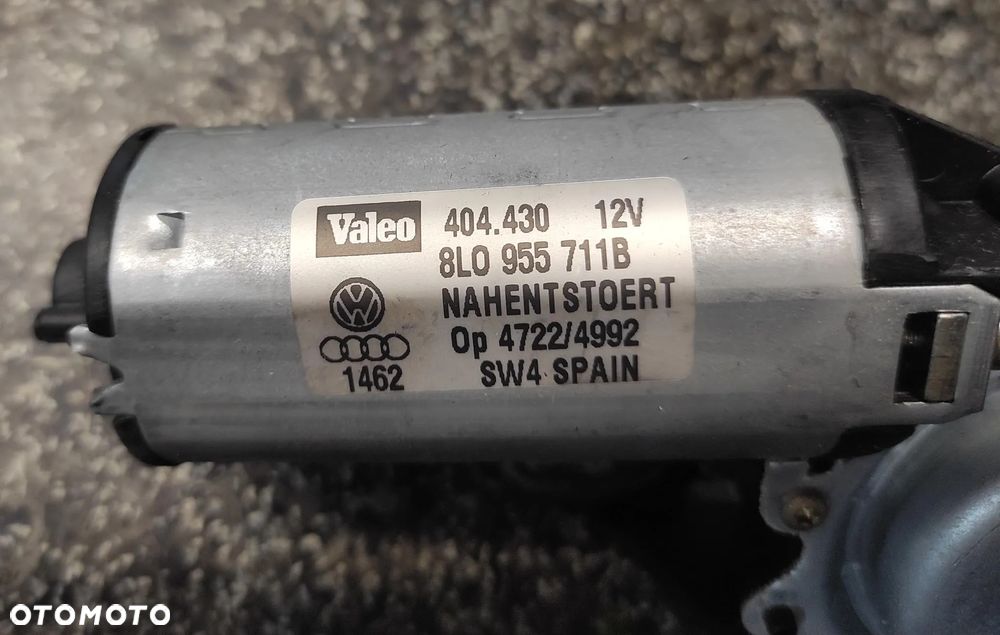 Valeo 404.430 12V
8L0 955 711B
NAHENTSTOERT
Op 4722/4992
1462 SW4 SPAIN
OTOMOTO